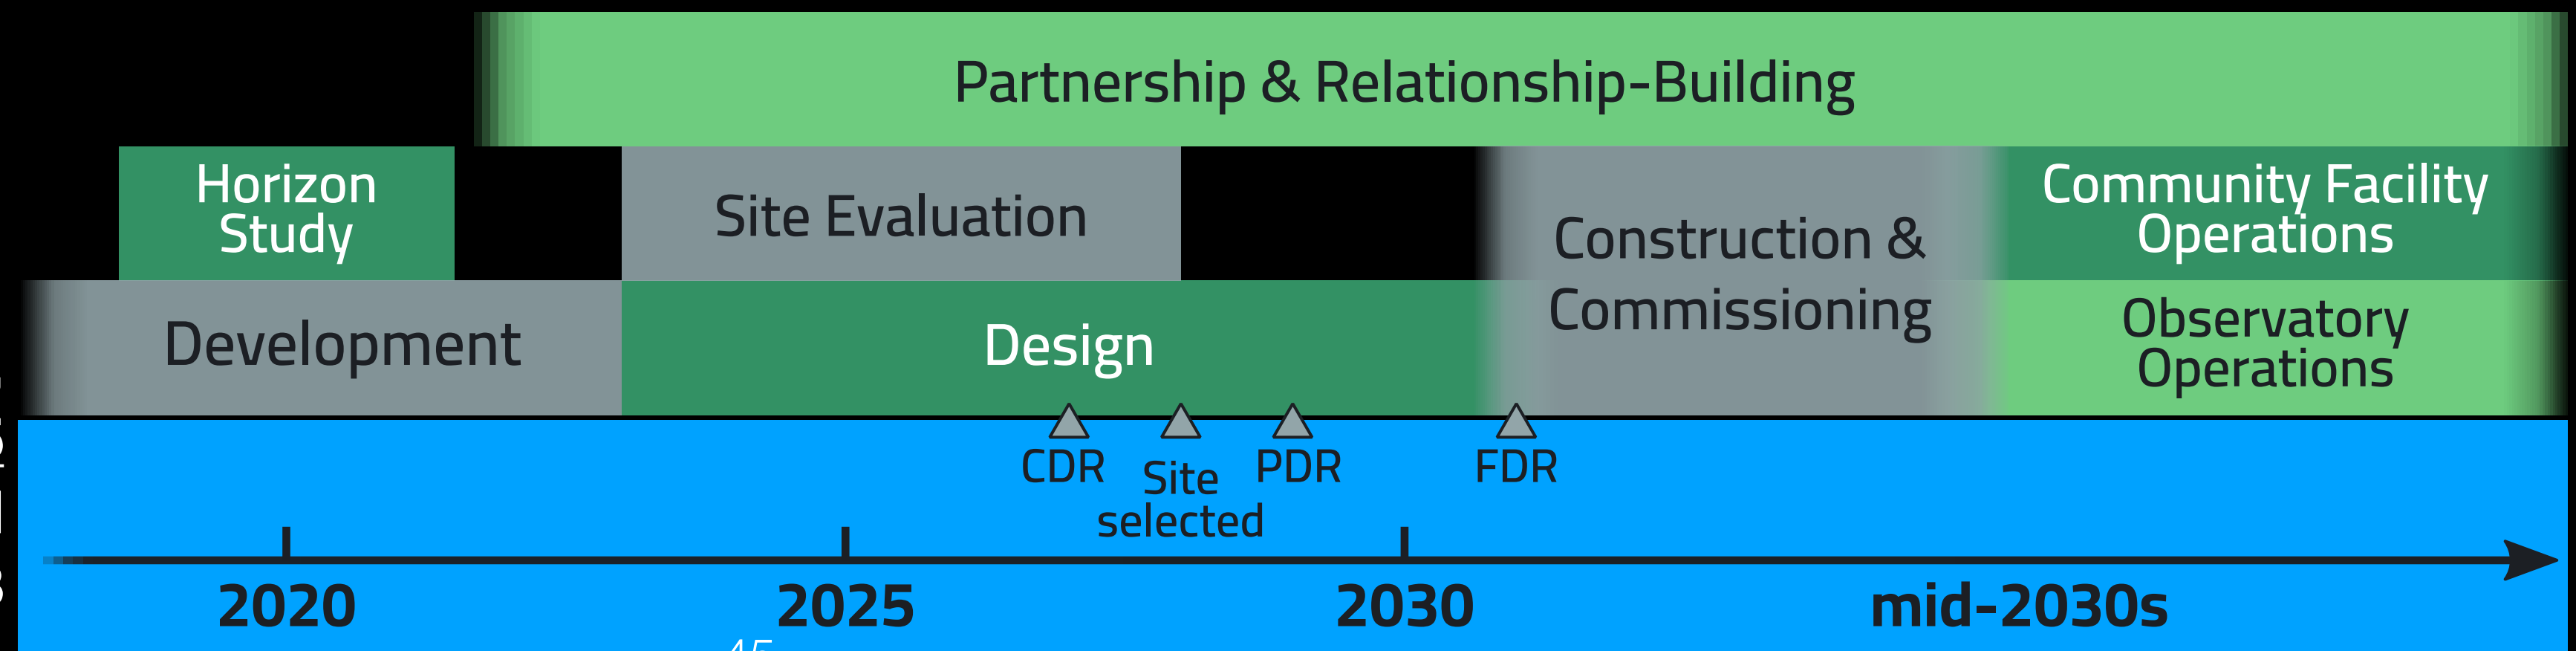 Partnership & Relationship-Building
Horizon
Study
Site Evaluation
Construction &
Commissioning
Community Facility
Operations
Development
Design
Observatory
Operations
CDR
Site
selected
PDR
FDR
2020
2025
2030
mid-2030s